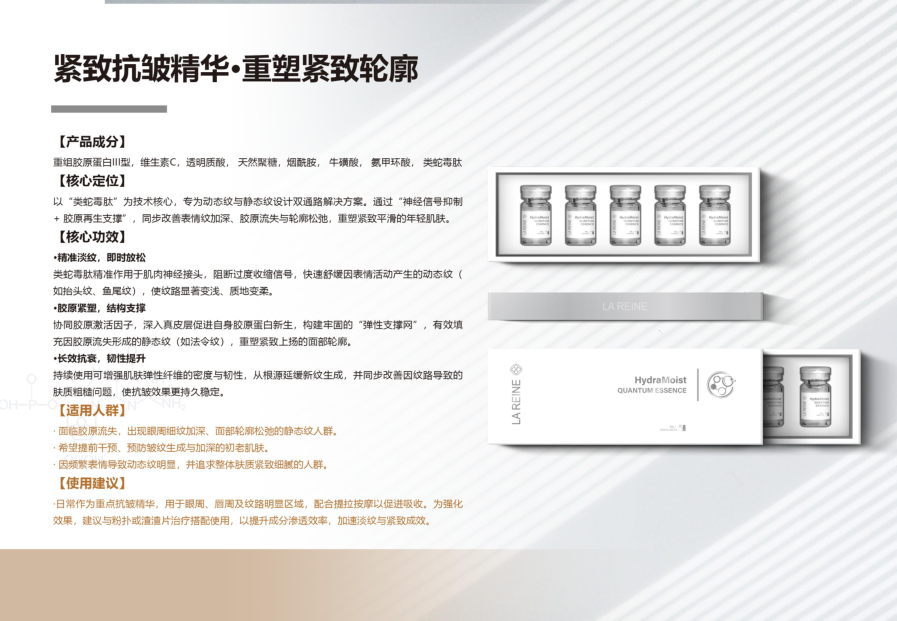 紧致抗皱精华•重塑紧致轮廓
【产品成分】
重组胶原蛋白III型，维生素C，透明质酸， 天然聚糖，烟酰胺， 牛磺酸， 氨甲环酸， 类蛇毒肽
【核心定位】
以“类蛇毒肽”为技术核心，专为动态纹与静态纹设计双通路解决方案。通过“神经信号抑制
+ 胶原再生支撑”，同步改善表情纹加深、胶原流失与轮廓松弛，重塑紧致平滑的年轻肌肤。
【核心功效】
•精准淡纹，即时放松
类蛇毒肽精准作用于肌肉神经接头，阻断过度收缩信号，快速舒缓因表情活动产生的动态纹（
如抬头纹、鱼尾纹），使纹路显著变浅、质地变柔。
•胶原紧塑，结构支撑
协同胶原激活因子，深入真皮层促进自身胶原蛋白新生，构建牢固的“弹性支撑网”，有效填
充因胶原流失形成的静态纹（如法令纹），重塑紧致上扬的面部轮廓。
•长效抗衰，韧性提升
持续使用可增强肌肤弹性纤维的密度与韧性，从根源延缓新纹生成，并同步改善因纹路导致的
肤质粗糙问题，使抗皱效果更持久稳定。
【适用人群】
· 面临胶原流失，出现眼周细纹加深、面部轮廓松弛的静态纹人群。
· 希望提前干预、预防皱纹生成与加深的初老肌肤。
· 因频繁表情导致动态纹明显，并追求整体肤质紧致细腻的人群。
【使用建议】
·日常作为重点抗皱精华，用于眼周、唇周及纹路明显区域，配合提拉按摩以促进吸收。为强化
效果，建议与粉扑或渣渣片治疗搭配使用，以提升成分渗透效率，加速淡纹与紧致成效。
OH-P-O
NH₂
LA REINE
LA REINE
HydraMoist
QUANTUM ESSENCE